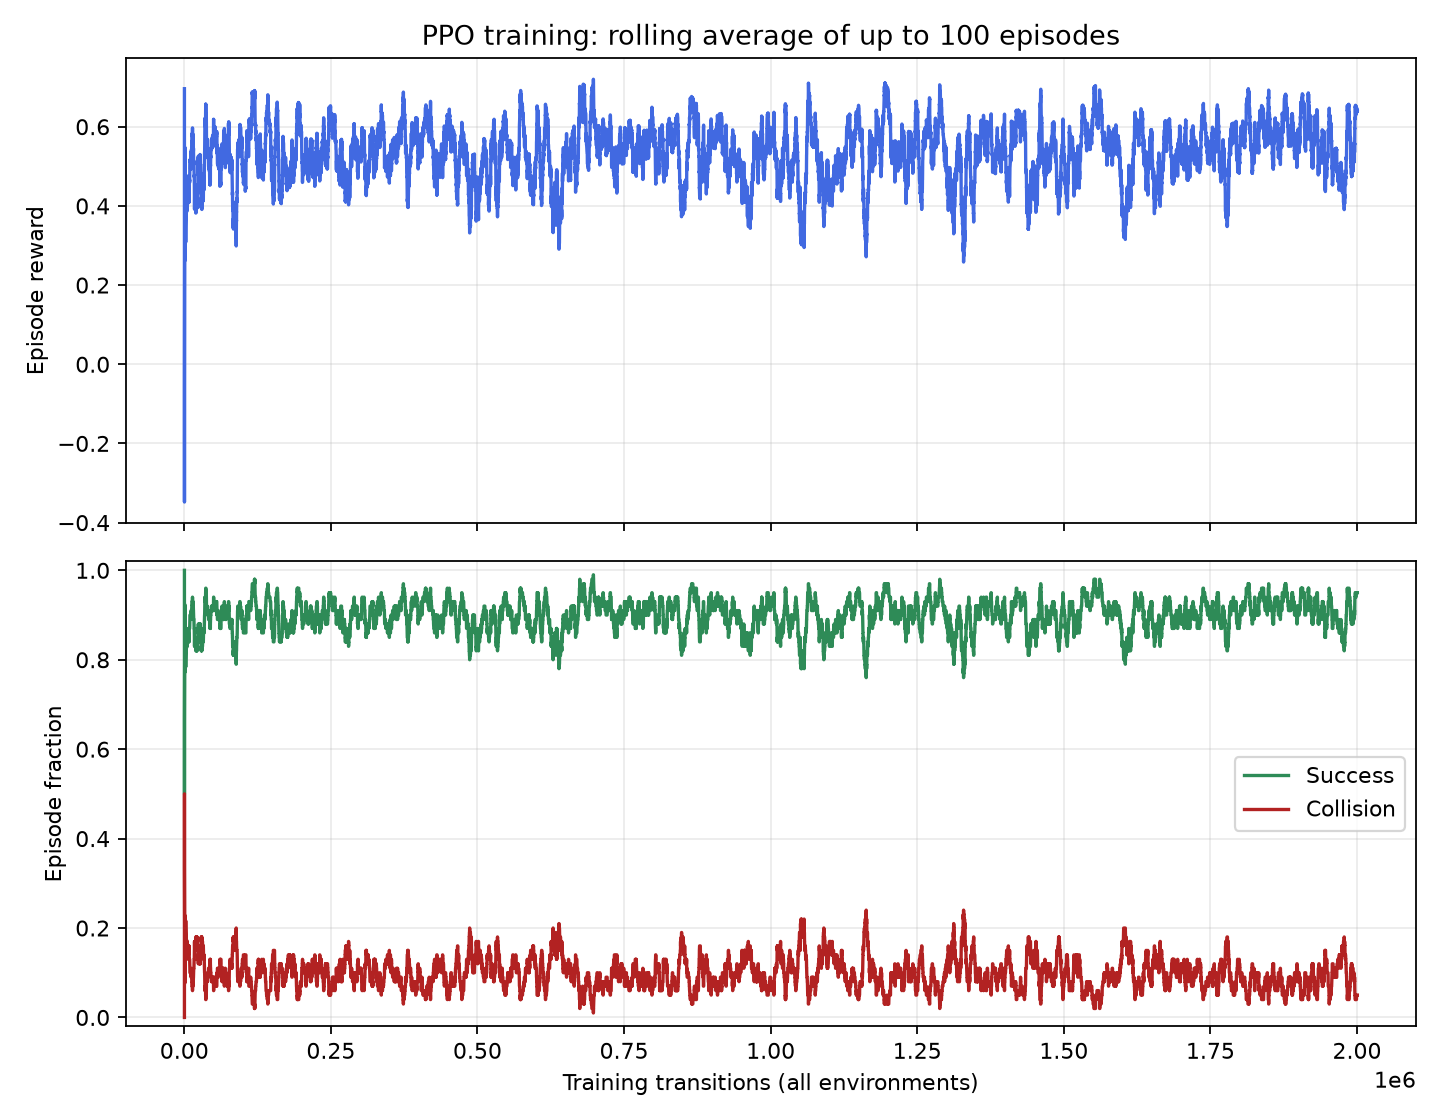 PPO training: rolling average of up to 100 episodes
0.6
0.4
0.2
0.0
−0.2
−0.4
Episode reward
1.0
0.8
0.6
0.4
0.2
0.0
Episode fraction
Success
Collision
0.00 0.25 0.50 0.75 1.00 1.25 1.50 1.75 2.00
1e6
Training transitions (all environments)